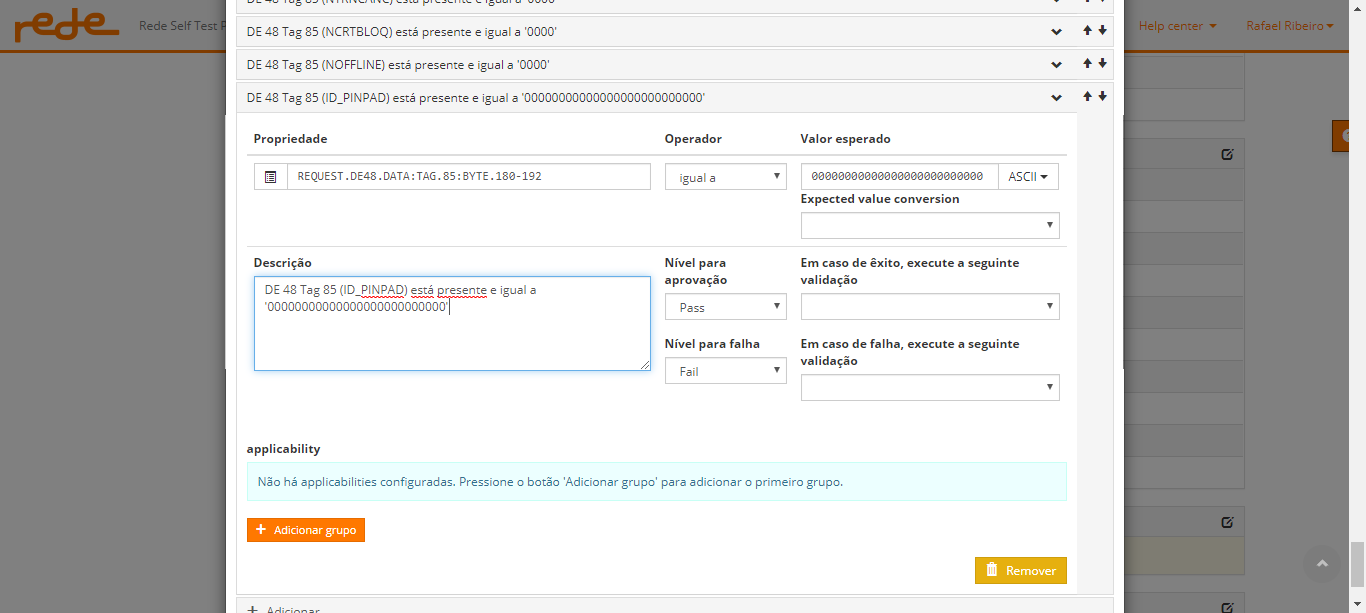 DE 48 Tag 85 (NTRNCANC) está presente e igual a '0000'
rede
Rede Self Test P
Help center
Rafael Ribeiro
DE 48 Tag 85 (NCRTBLOQ) está presente e igual a '0000'
DE 48 Tag 85 (NOFFLINE) está presente e igual a '0000'
DE 48 Tag 85 (ID_PINPAD) está presente e igual a '00000000000000000000000000'
Propriedade
Operador
Valor esperado
REQUEST.DE48.DATA:TAG.85:BYTE.180-192
igual a
00000000000000000000000000
ASCII
Expected value conversion
Descrição
Nível para
aprovação
Em caso de êxito, execute a seguinte
validação
DE 48 Tag 85 (ID_PINPAD) está presente e igual a
'00000000000000000000000000'
Pass
Nível para falha
Em caso de falha, execute a seguinte
validação
Fail
applicability
Não há applicabilities configuradas. Pressione o botão 'Adicionar grupo' para adicionar o primeiro grupo.
Adicionar grupo
Remover
Adicionar